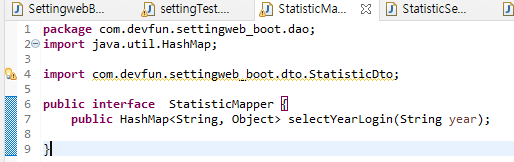 SettingwebB... settingTest.... StatisticMa... StatisticSe...
1 package com.devfun.settingweb_boot.dao;
2 import java.util.HashMap;
3
4 import com.devfun.settingweb_boot.dto.StatisticDto;
5
6 public interface  StatisticMapper {
7     public HashMap<String, Object> selectYearLogin(String year);
8
9 }